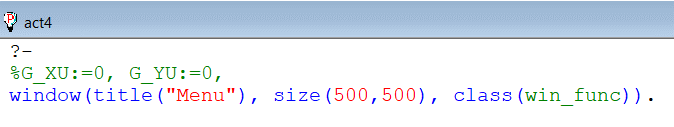 act4
?-
%G_XU:=0, G_YU:=0,
window(title("Menu"), size(500,500), class(win_func)).